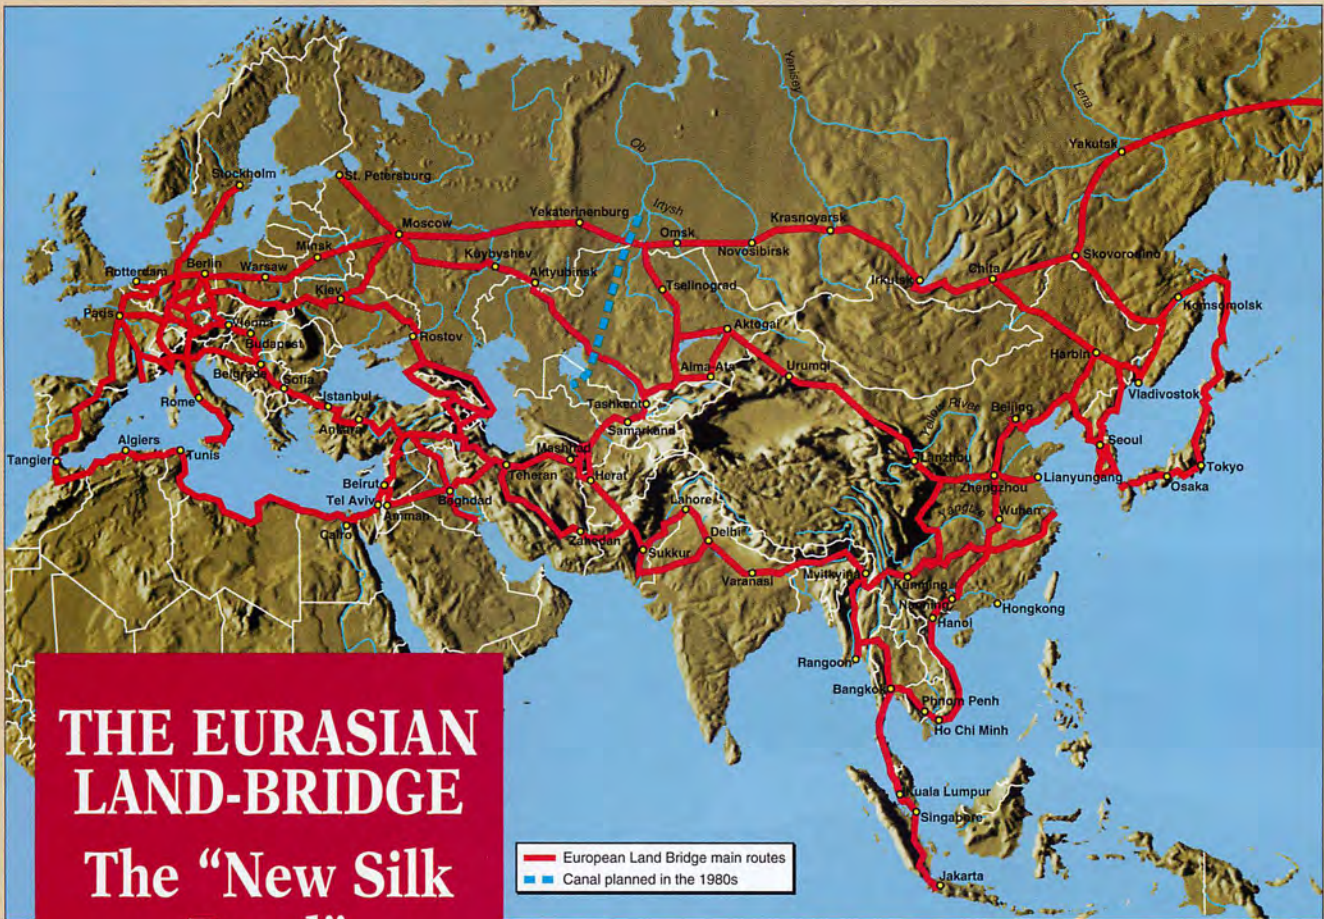 Yenisey
Lena
Ob
Yakutsk
Stockholm
St. Petersburg
Irtysh
Yekaterinenburg
Krasnoyarsk
Moscow
Omsk
Novosibirsk
Minsk
Kuybyshev
Skovorodino
Berlin
Warsaw
Rotterdam
Aktyubinsk
Irkutsk
Chita
Tselinograd
Kiev
Komsomolsk
Paris
Vienna
Aktogai
Rostov
Budapest
Harbin
Belgrade
Alma Ata
Urumqi
Sofia
Vladivostok
Rome
Istanbul
Tashkent
Yellow River
Beijing
Ankara
Samarkand
Algiers
Tunis
Mashhad
Seoul
Tangier
Lanzhou
Teheran
Herat
Tokyo
Beirut
Zhengzhou
Lianyungang
Osaka
Tel Aviv
Baghdad
Lahore
Amman
Yangtze
Wuhan
Cairo
Delhi
Zahedan
Sukkur
Varanasi
Myitkyina
Kunming
Nanning
Hongkong
Hanoi
Rangoon
Bangkok
Phnom Penh
Ho Chi Minh
Kuala Lumpur
Singapore
Jakarta
THE EURASIAN
LAND-BRIDGE
The “New Silk
European Land Bridge main routes
Canal planned in the 1980s